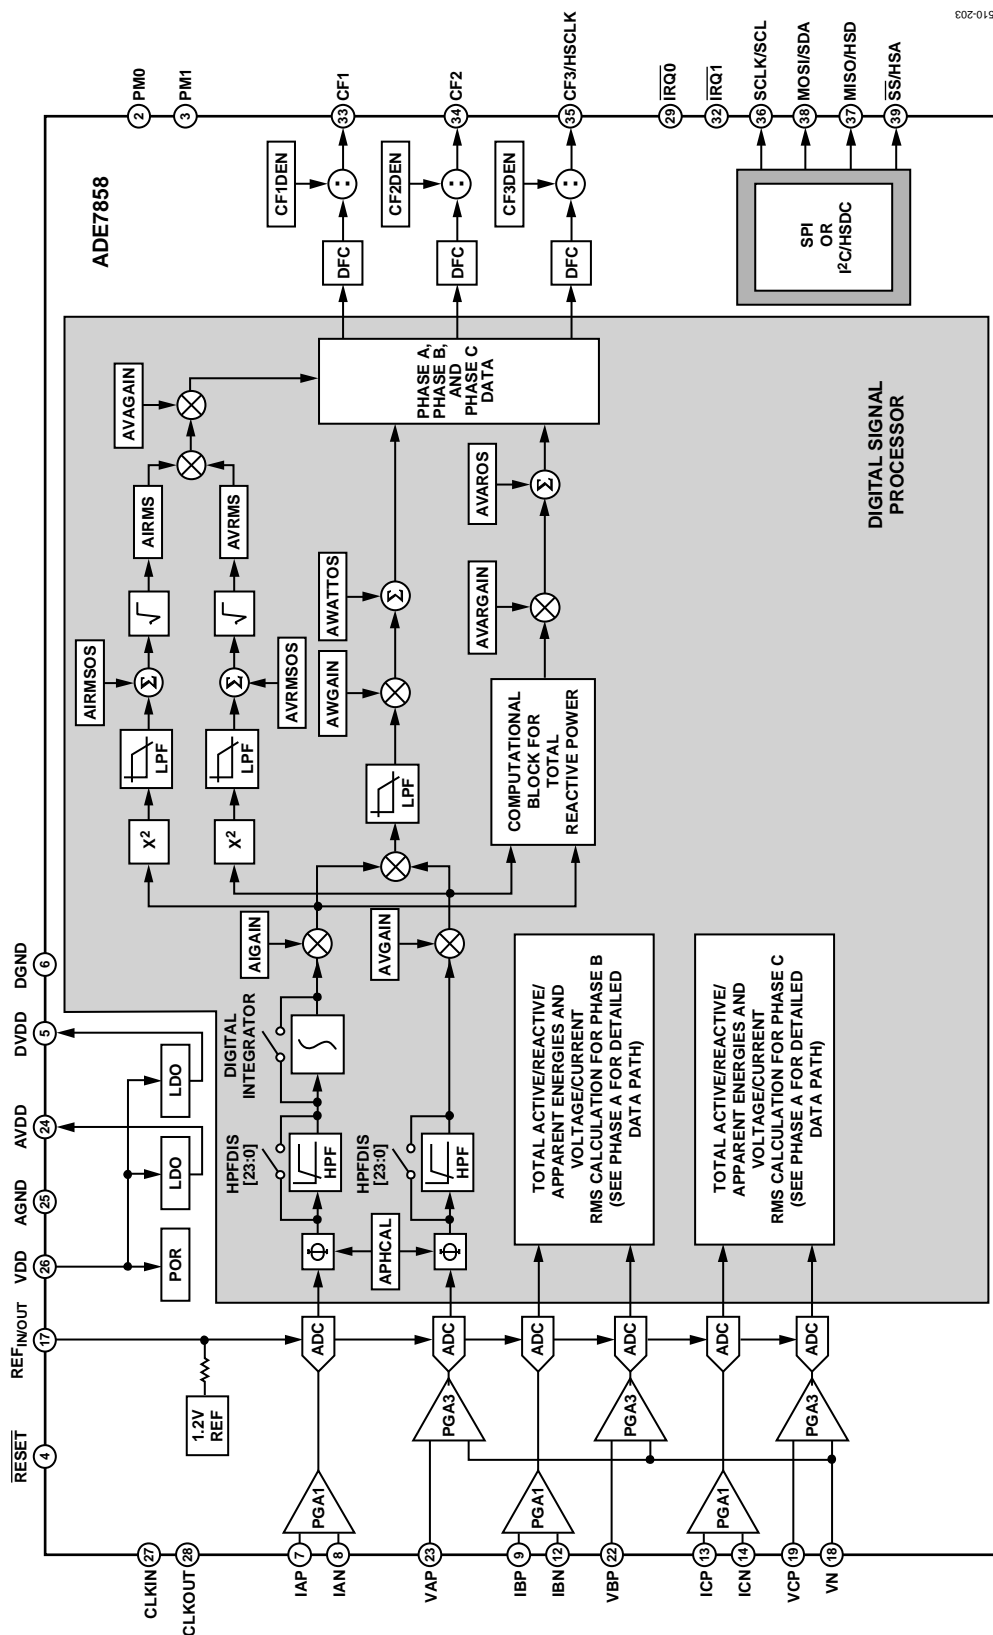 510-203
ADE7858
RESET
4
REFIN/OUT
17
VDD
26
AGND
25
AVDD
24
DVDD
5
DGND
6
CLKIN
27
CLKOUT
28
IAP
7
IAN
8
VAP
23
IBP
9
IBN
12
VBP
22
ICP
13
ICN
14
VCP
19
VN
18
1.2V
REF
POR
LDO
LDO
PGA1
PGA3
PGA1
PGA3
PGA1
PGA3
ADC
ADC
ADC
ADC
ADC
ADC
APHCAL
Φ
Φ
HPFDIS
[23:0]
HPF
HPFDIS
[23:0]
HPF
DIGITAL
INTEGRATOR
AIGAIN
AVGAIN
X²
X²
LPF
LPF
AIRMSOS
Σ
AVRMSOS
Σ
√
√
AIRMS
AVRMS
AVAGAIN
LPF
AWGAIN
AWATTOS
Σ
COMPUTATIONAL
BLOCK FOR
TOTAL
REACTIVE POWER
AVARGAIN
AVAROS
Σ
TOTAL ACTIVE/REACTIVE/
APPARENT ENERGIES AND
VOLTAGE/CURRENT
RMS CALCULATION FOR PHASE B
(SEE PHASE A FOR DETAILED
DATA PATH)
TOTAL ACTIVE/REACTIVE/
APPARENT ENERGIES AND
VOLTAGE/CURRENT
RMS CALCULATION FOR PHASE C
(SEE PHASE A FOR DETAILED
DATA PATH)
PHASE A,
PHASE B,
AND
PHASE C
DATA
DIGITAL SIGNAL
PROCESSOR
DFC
DFC
DFC
CF1DEN
:
CF2DEN
:
CF3DEN
:
SPI
OR
I²C/HSDC
2
PM0
3
PM1
33
CF1
34
CF2
35
CF3/HSCLK
29
IRQ0
32
IRQ1
36
SCLK/SCL
38
MOSI/SDA
37
MISO/HSD
39
SS/HSA